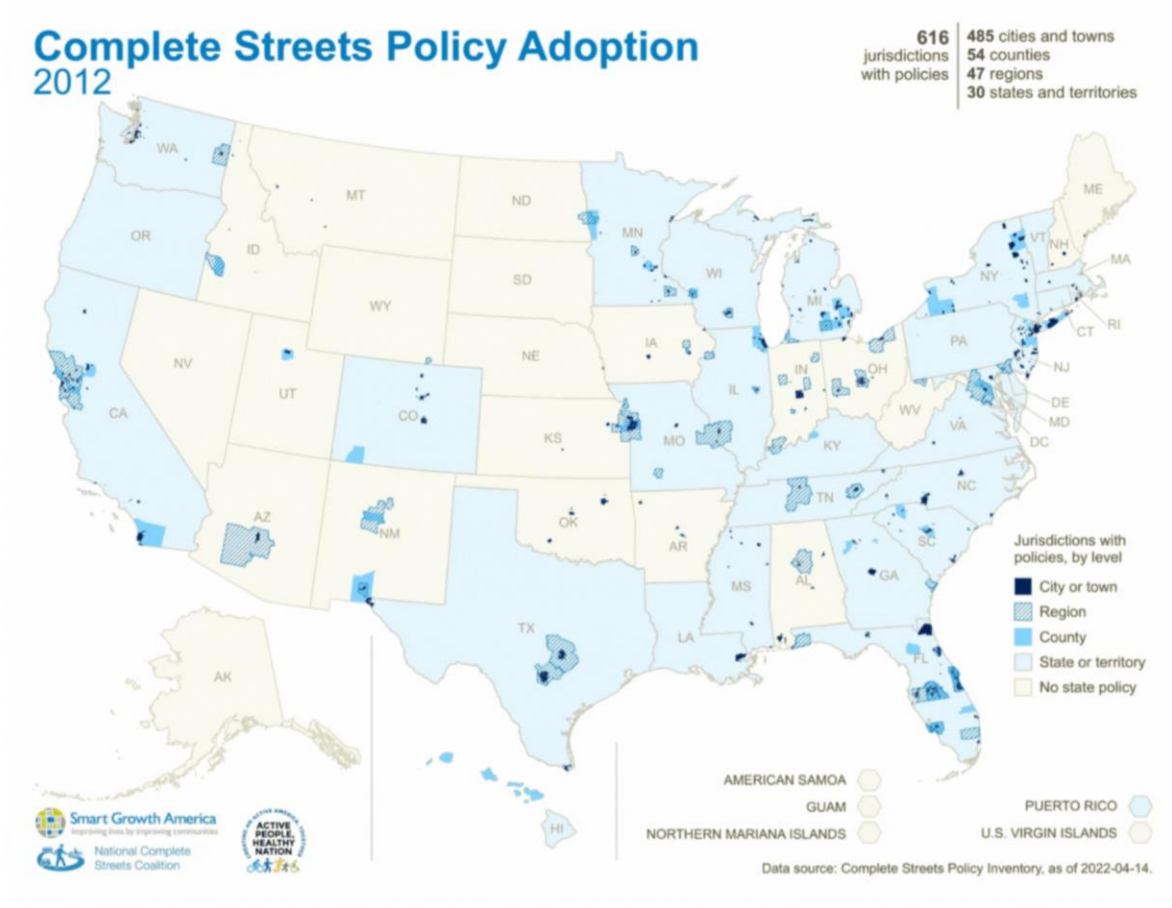 Complete Streets Policy Adoption
2012
616
jurisdictions
with policies
485 cities and towns
54 counties
47 regions
30 states and territories
WA
MT
ND
MN
ME
OR
ID
SD
WI
MI
NY
VT
NH
MA
WY
RI
CT
NV
UT
NE
IA
IL
IN
OH
PA
NJ
CA
CO
KS
MO
KY
WV
VA
DE
MD
DC
AZ
NM
OK
AR
TN
NC
SC
TX
LA
MS
AL
GA
FL
AK
HI
Jurisdictions with
policies, by level
City or town
Region
County
State or territory
No state policy
AMERICAN SAMOA
GUAM
NORTHERN MARIANA ISLANDS
PUERTO RICO
U.S. VIRGIN ISLANDS
Smart Growth America
Improving lives by improving communities
National Complete
Streets Coalition
CREATING AN ACTIVE AMERICA, TOGETHER
ACTIVE
PEOPLE,
HEALTHY
NATION
Data source: Complete Streets Policy Inventory, as of 2022-04-14.